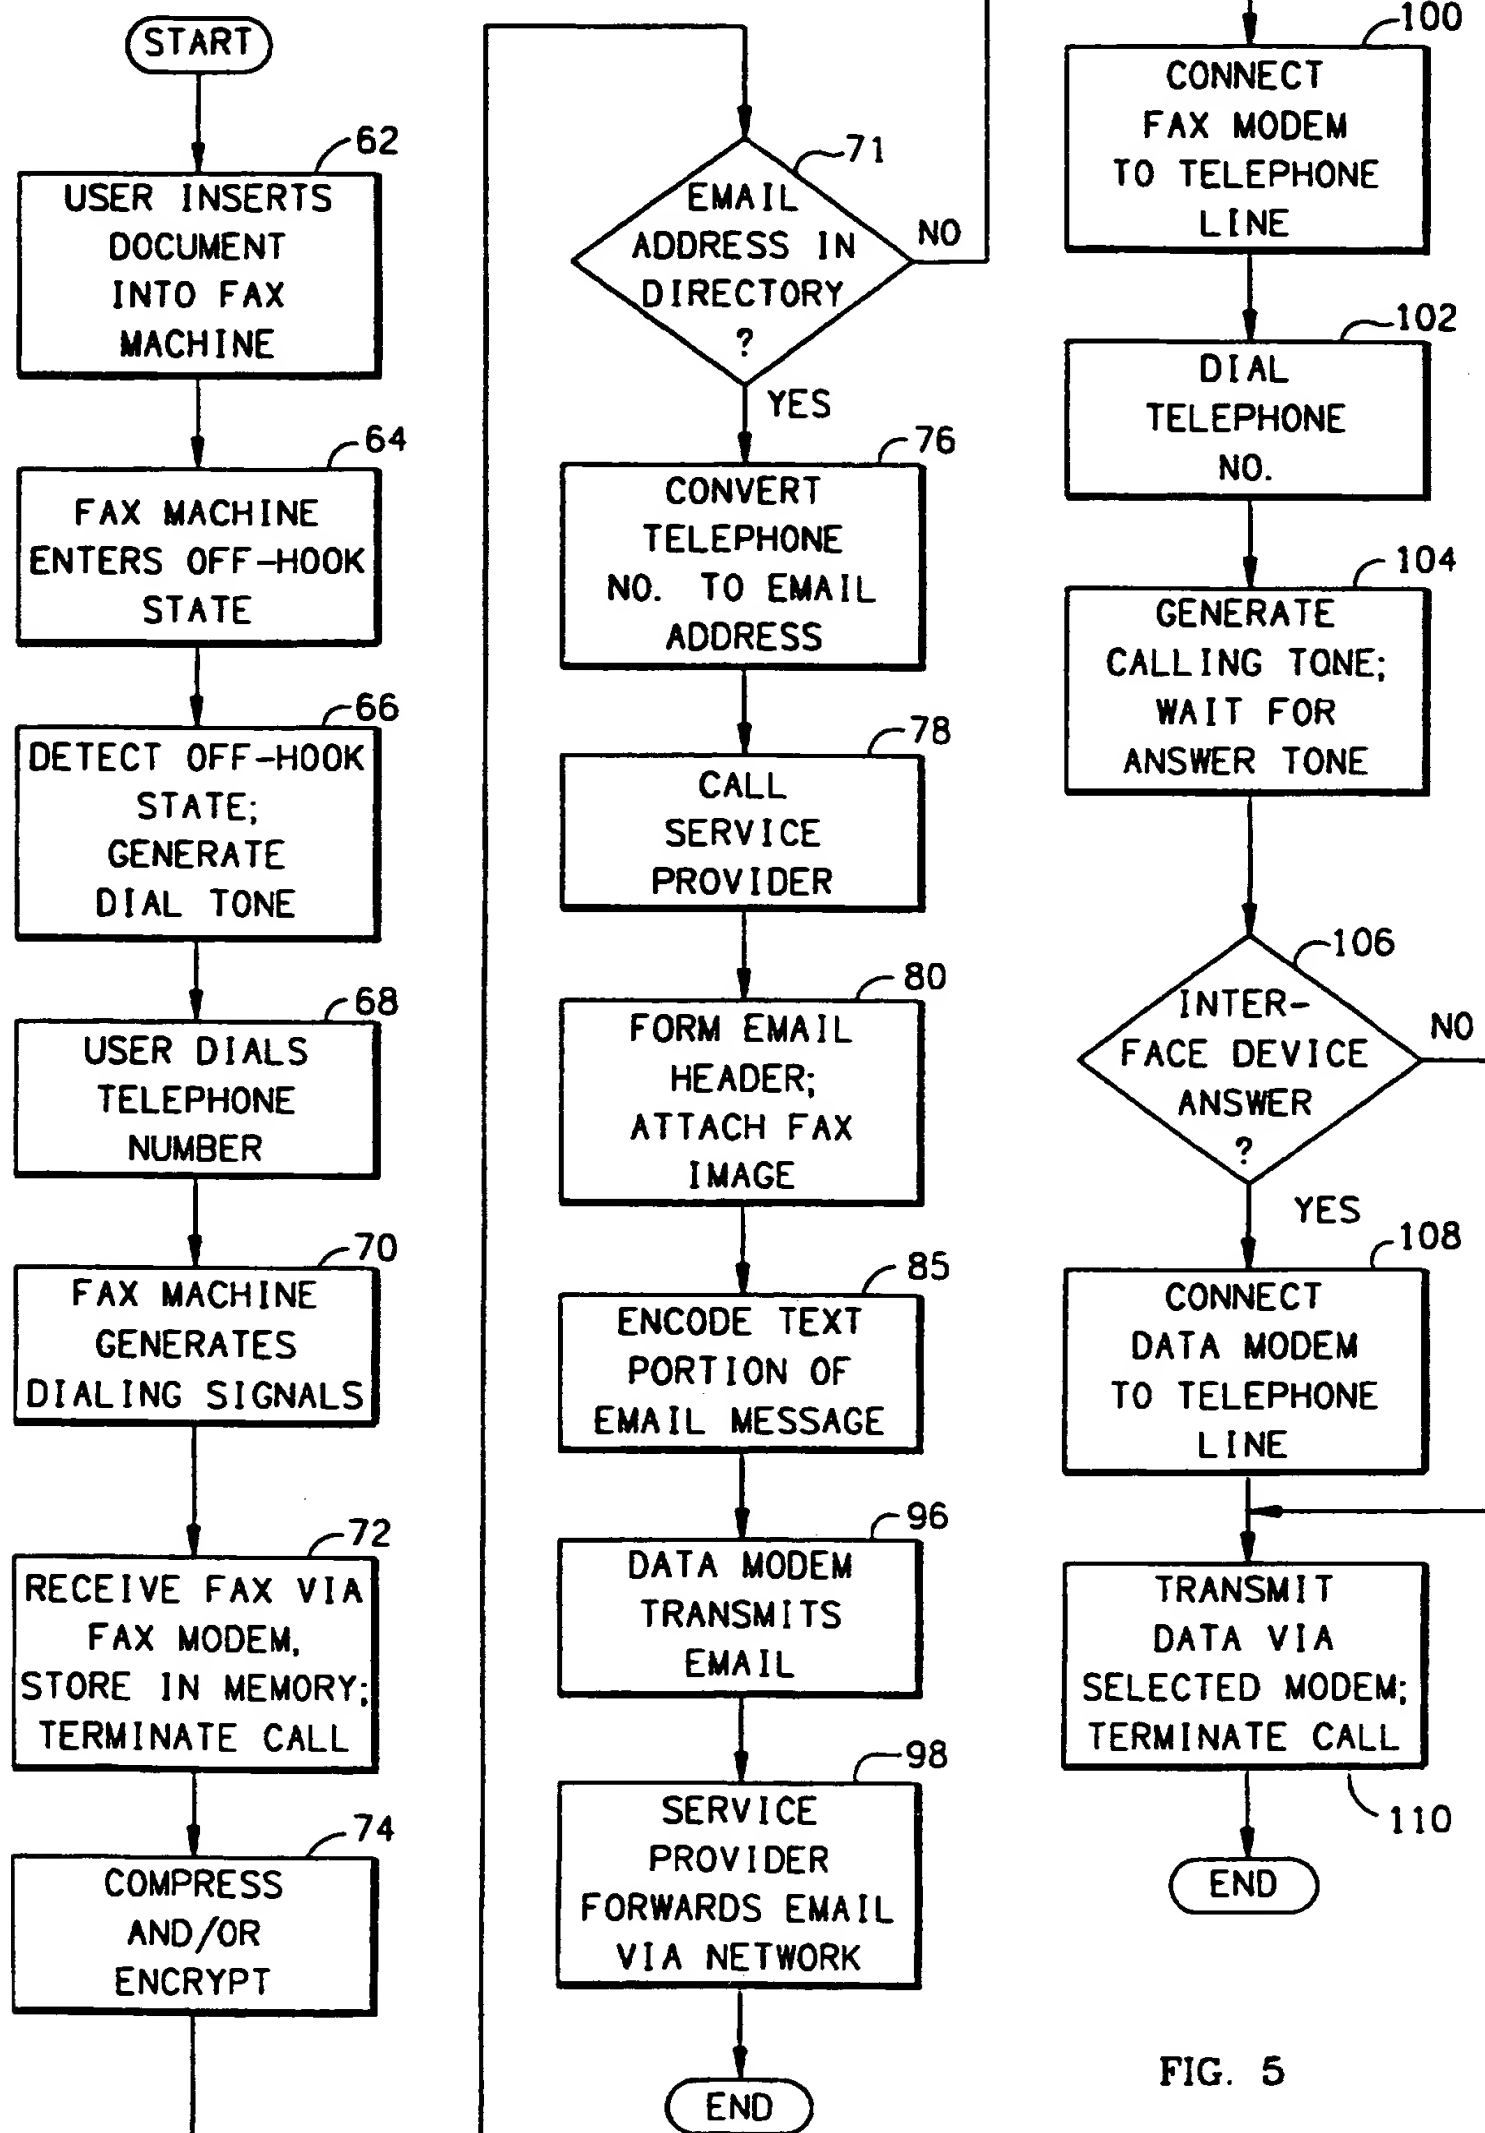 START
62
USER INSERTS
DOCUMENT
INTO FAX
MACHINE
64
FAX MACHINE
ENTERS OFF-HOOK
STATE
66
DETECT OFF-HOOK
STATE;
GENERATE
DIAL TONE
68
USER DIALS
TELEPHONE
NUMBER
70
FAX MACHINE
GENERATES
DIALING SIGNALS
72
RECEIVE FAX VIA
FAX MODEM,
STORE IN MEMORY;
TERMINATE CALL
74
COMPRESS
AND/OR
ENCRYPT
71
EMAIL
ADDRESS IN
DIRECTORY
?
NO
YES
76
CONVERT
TELEPHONE
NO. TO EMAIL
ADDRESS
78
CALL
SERVICE
PROVIDER
80
FORM EMAIL
HEADER;
ATTACH FAX
IMAGE
85
ENCODE TEXT
PORTION OF
EMAIL MESSAGE
96
DATA MODEM
TRANSMITS
EMAIL
98
SERVICE
PROVIDER
FORWARDS EMAIL
VIA NETWORK
END
100
CONNECT
FAX MODEM
TO TELEPHONE
LINE
102
DIAL
TELEPHONE
NO.
104
GENERATE
CALLING TONE;
WAIT FOR
ANSWER TONE
106
INTER-
FACE DEVICE
ANSWER
?
NO
YES
108
CONNECT
DATA MODEM
TO TELEPHONE
LINE
TRANSMIT
DATA VIA
SELECTED MODEM;
TERMINATE CALL
110
END
FIG. 5